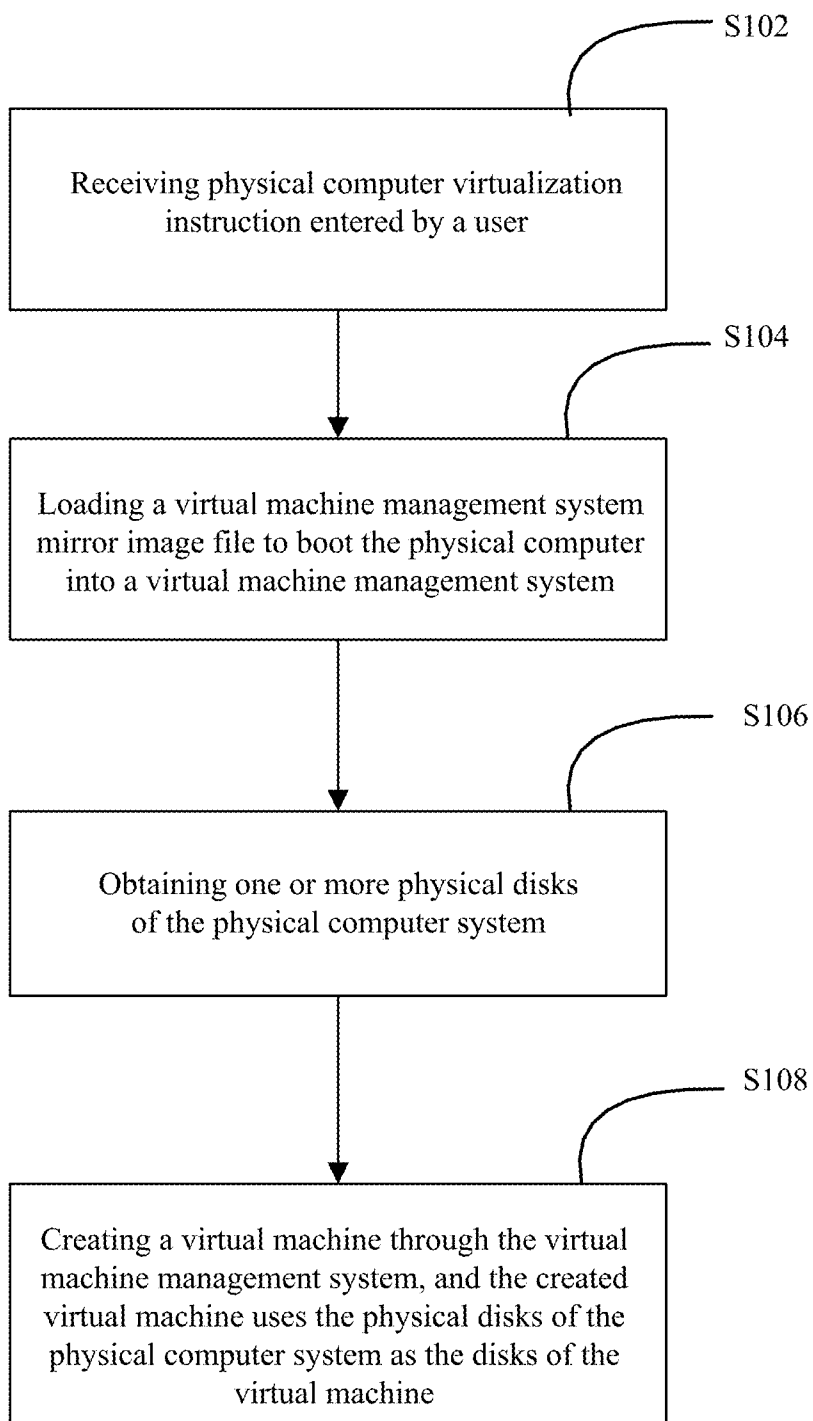 S102
Receiving physical computer virtualization
instruction entered by a user
S104
Loading a virtual machine management system
mirror image file to boot the physical computer
into a virtual machine management system
S106
Obtaining one or more physical disks
of the physical computer system
S108
Creating a virtual machine through the virtual
machine management system, and the created
virtual machine uses the physical disks of the
physical computer system as the disks of the
virtual machine